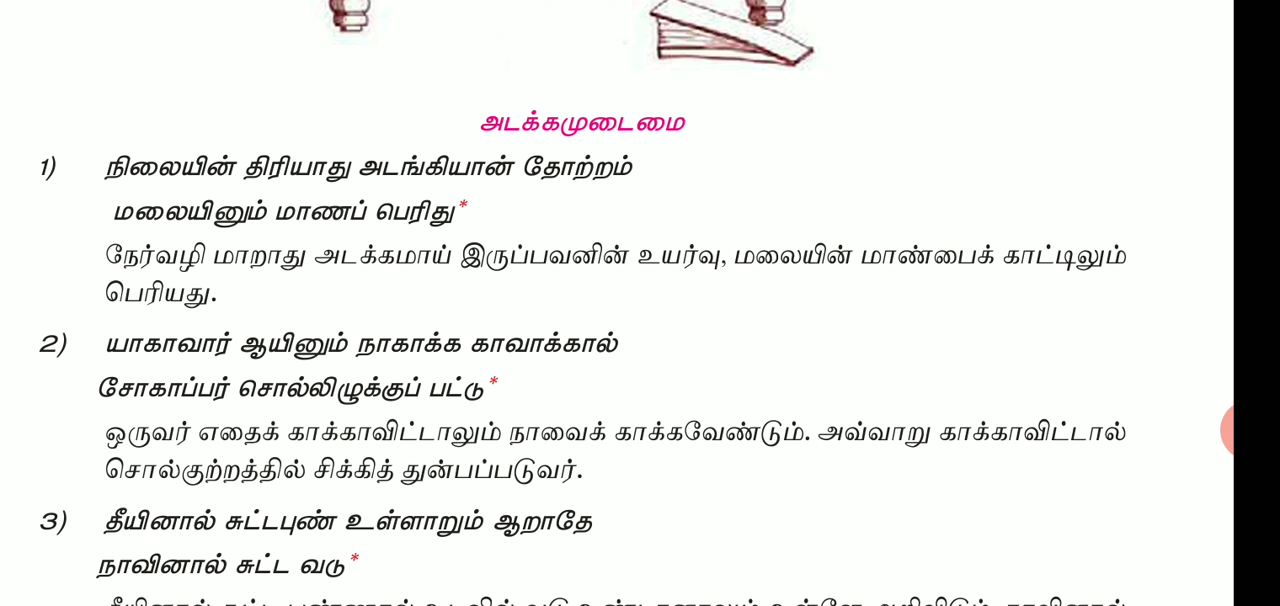 அடக்கமுடைமை
1) நிலையின் திரியாது அடங்கியான் தோற்றம்
மலையினும் மாணப் பெரிது*
நேர்வழி மாறாது அடக்கமாய் இருப்பவனின் உயர்வு, மலையின் மாண்பைக் காட்டிலும்
பெரியது.
2) யாகாவார் ஆயினும் நாகாக்க காவாக்கால்
சோகாப்பர் சொல்லிழுக்குப் பட்டு*
ஒருவர் எதைக் காக்காவிட்டாலும் நாவைக் காக்கவேண்டும். அவ்வாறு காக்காவிட்டால்
சொல்குற்றத்தில் சிக்கித் துன்பப்படுவர்.
3) தீயினால் சுட்டபுண் உள்ளாறும் ஆறாதே
நாவினால் சுட்ட வடு*